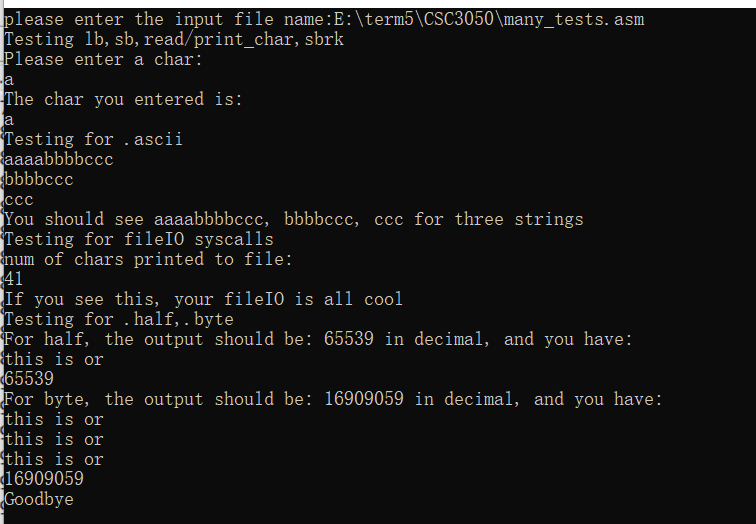 please enter the input file name:E:\term5\CSC3050\many_tests.asm
Testing lb,sb,read/print_char,sbrk
Please enter a char:
a
The char you entered is:
a
Testing for .ascii
aaaabbbbccc
bbbbccc
ccc
You should see aaaabbbbccc, bbbbccc, ccc for three strings
Testing for fileIO syscalls
num of chars printed to file:
41
If you see this, your fileIO is all cool
Testing for .half,.byte
For half, the output should be: 65539 in decimal, and you have:
this is or
65539
For byte, the output should be: 16909059 in decimal, and you have:
this is or
this is or
this is or
16909059
Goodbye